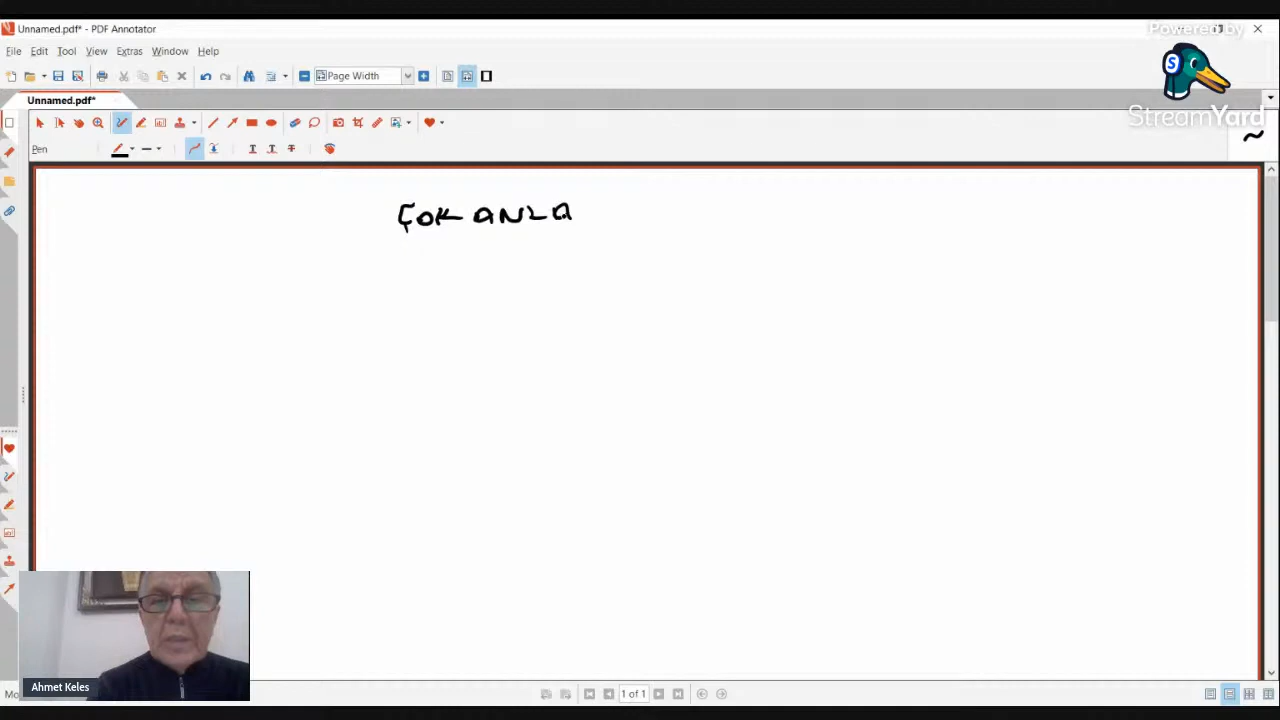 Unnamed.pdf* - PDF Annotator
Powered by
File Edit Tool View Extras Window Help
Page Width
StreamYard
Unnamed.pdf*
Pen
ÇOK ANLA
Ahmet Keles
1 of 1